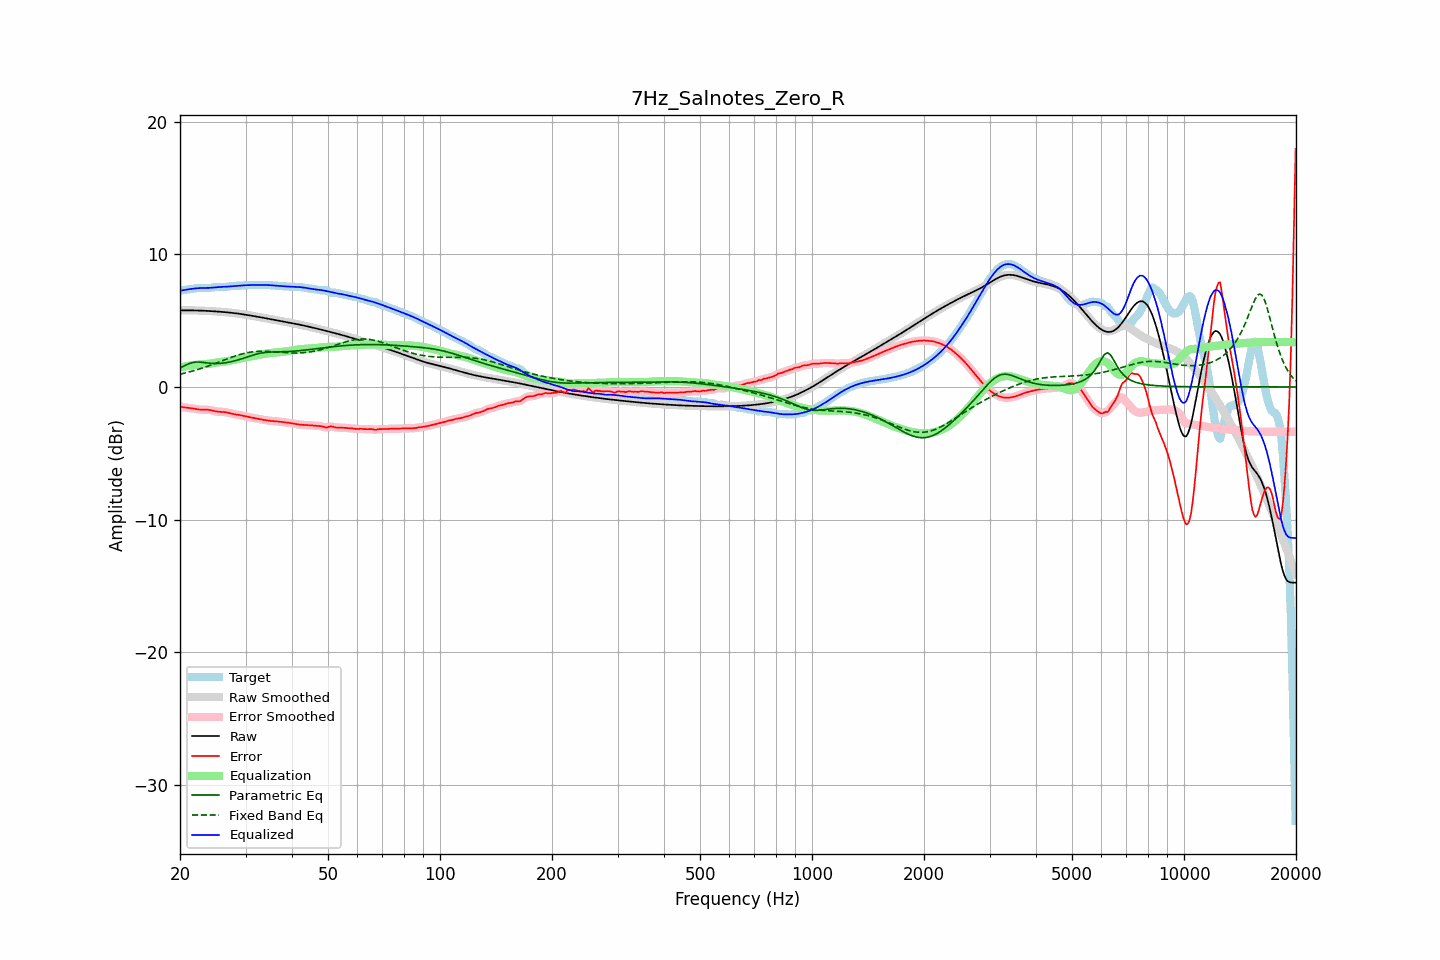 7Hz_Salnotes_Zero_R
20
10
0
−10
−20
−30
Amplitude (dBr)
Target
Raw Smoothed
Error Smoothed
Raw
Error
Equalization
Parametric Eq
Fixed Band Eq
Equalized
20 50 100 200 500 1000 2000 5000 10000 20000
Frequency (Hz)